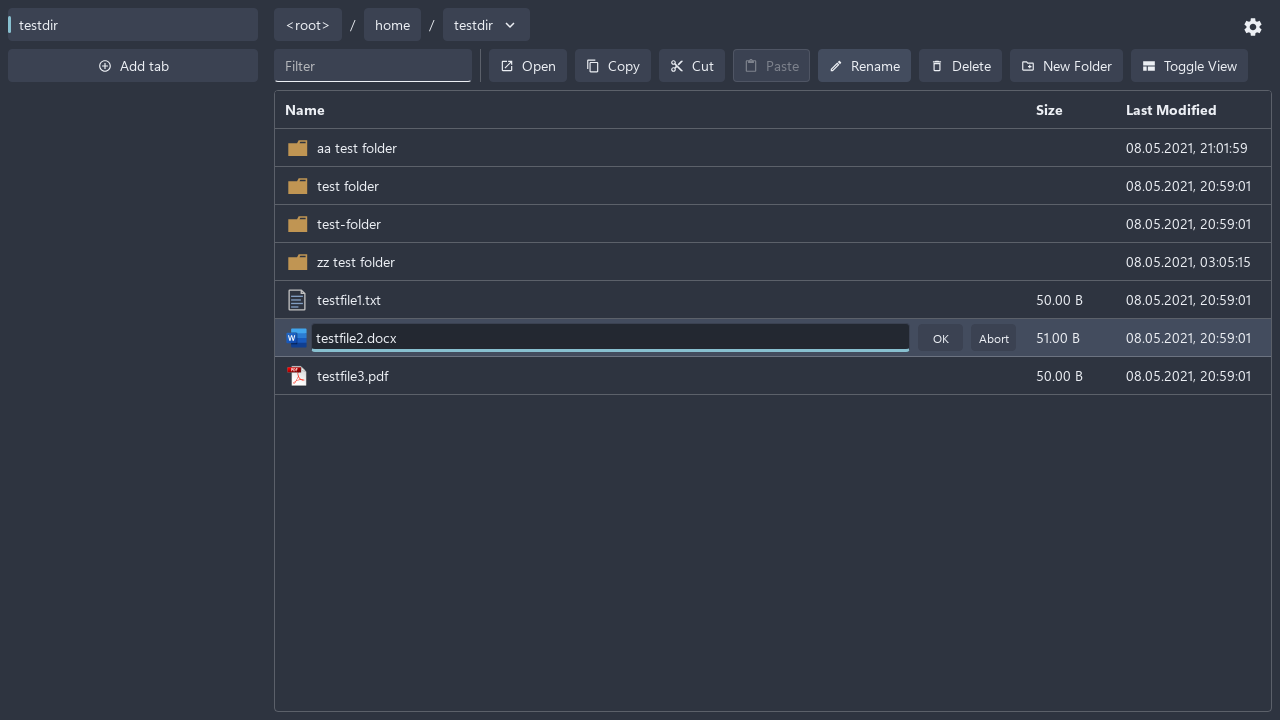 testdir
<root> / home / testdir
Add tab
Filter Open Copy Cut Paste Rename Delete New Folder Toggle View
Name Size Last Modified
aa test folder 08.05.2021, 21:01:59
test folder 08.05.2021, 20:59:01
test-folder 08.05.2021, 20:59:01
zz test folder 08.05.2021, 03:05:15
testfile1.txt 50.00 B 08.05.2021, 20:59:01
W testfile2.docx OK Abort 51.00 B 08.05.2021, 20:59:01
PDF testfile3.pdf 50.00 B 08.05.2021, 20:59:01